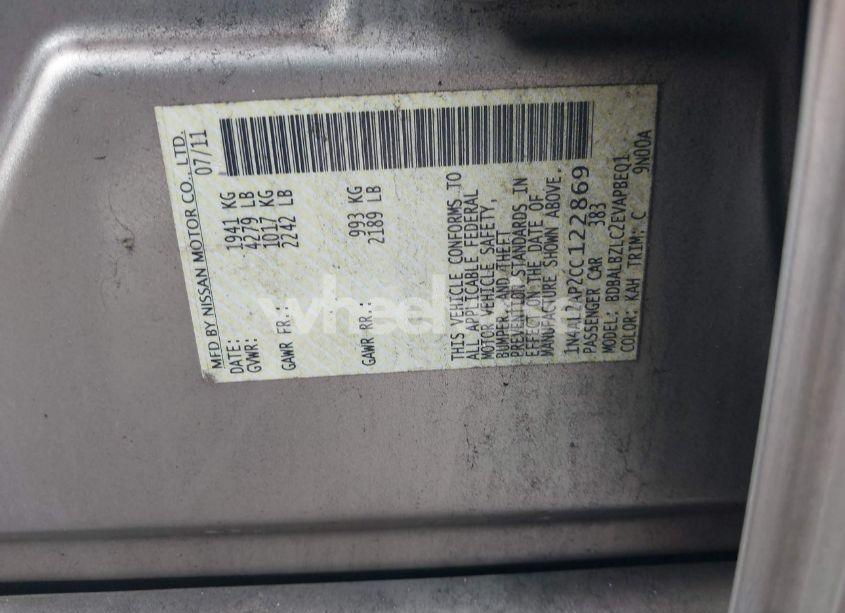 MFD BY NISSAN MOTOR CO., LTD.
DATE: 07/11
GVWR: 1941 KG
4279 LB
GAWR FR.: 1017 KG
2242 LB
GAWR RR.: 993 KG
2189 LB
THIS VEHICLE CONFORMS TO
ALL APPLICABLE FEDERAL
MOTOR VEHICLE SAFETY,
BUMPER, AND THEFT
PREVENTION STANDARDS IN
EFFECT ON THE DATE OF
MANUFACTURE SHOWN ABOVE.
1N4AL2AP2CC122869
PASSENGER CAR 383
MODEL: BDBALBZLC2EVAPBEQ1
COLOR: KAH TRIM: C 9N00A
wheelwise